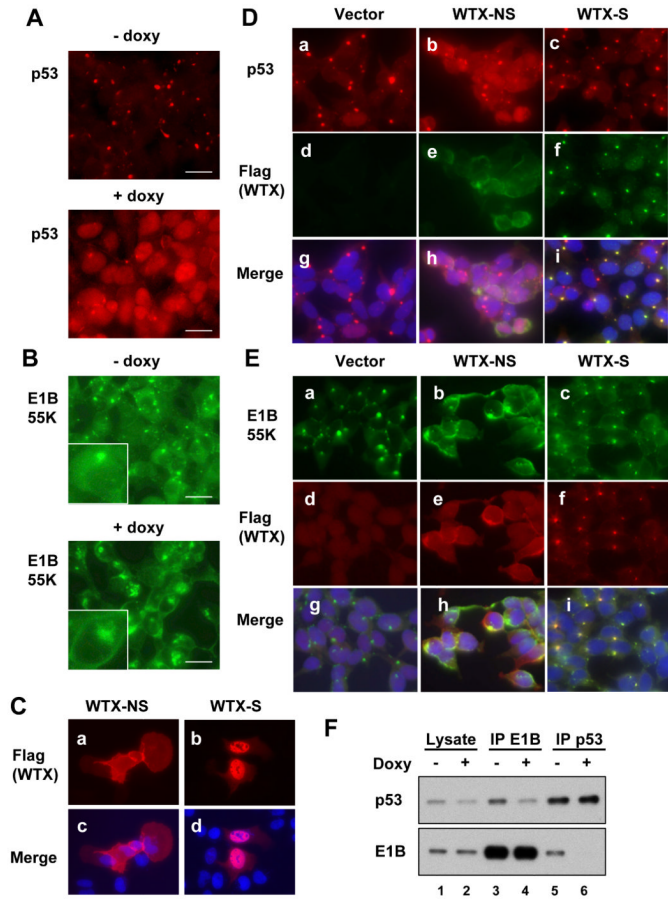 A
- doxy
p53
+ doxy
p53
B
- doxy
E1B
55K
+ doxy
E1B
55K
C
WTX-NS WTX-S
Flag
(WTX)
a b
Merge
c d
D
Vector WTX-NS WTX-S
p53
a b c
Flag
(WTX)
d e f
Merge
g h i
E
Vector WTX-NS WTX-S
E1B
55K
a b c
Flag
(WTX)
d e f
Merge
g h i
F
Lysate IP E1B IP p53
Doxy - + - + - +
p53
E1B
1 2 3 4 5 6